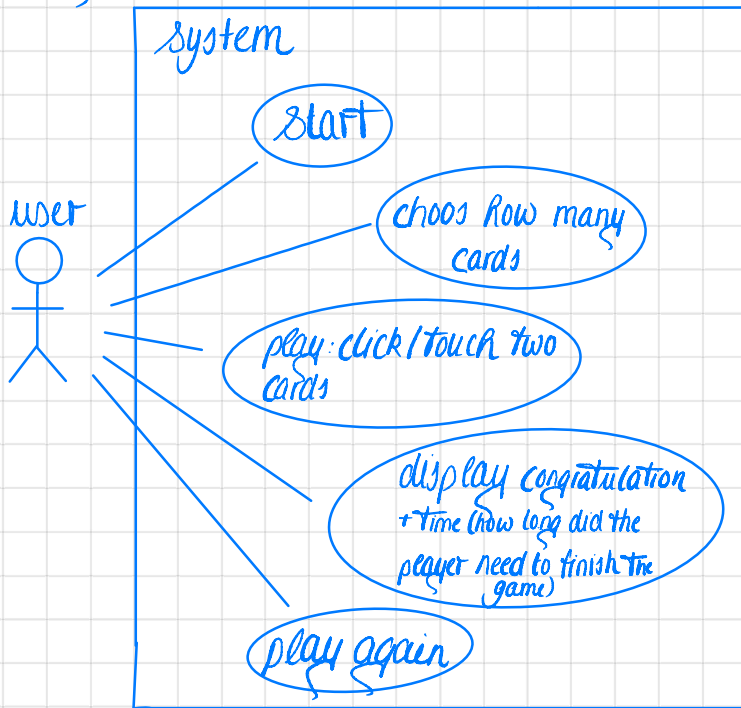 system
start
user
choos how many
cards
play: click/touch two
cards
display congratulation
+ time (how long did the
player need to finish the
game)
play again